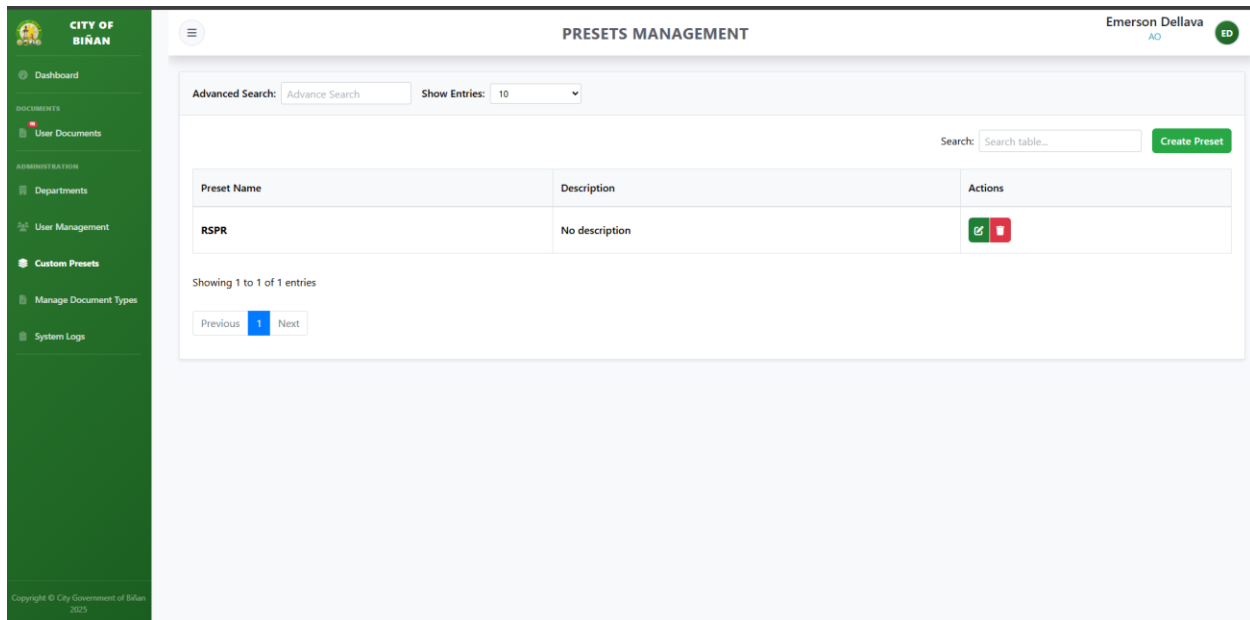 CITY OF
BIÑAN
Dashboard
DOCUMENTS
User Documents
ADMINISTRATION
Departments
User Management
Custom Presets
Manage Document Types
System Logs
Copyright © City Government of Biñan
2025
PRESETS MANAGEMENT
Emerson Dellava
AO
ED
Advanced Search: Advance Search Show Entries: 10
Search: Search table... Create Preset
Preset Name Description Actions
RSPR No description
Showing 1 to 1 of 1 entries
Previous 1 Next